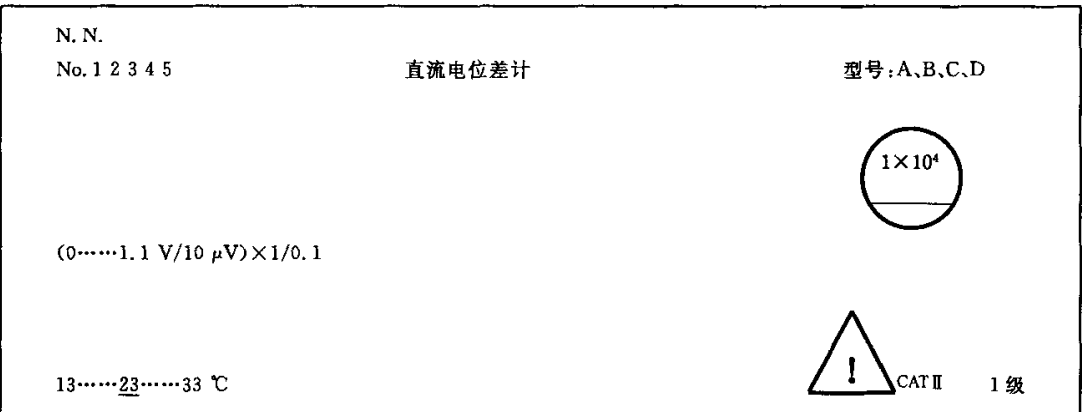 N. N.
No. 1 2 3 4 5 直流电位差计 型号:A、B、C、D
1×10⁴
(0……1.1 V/10 μV)×1/0.1
!
13……23……33 ℃ CAT Ⅱ 1 级